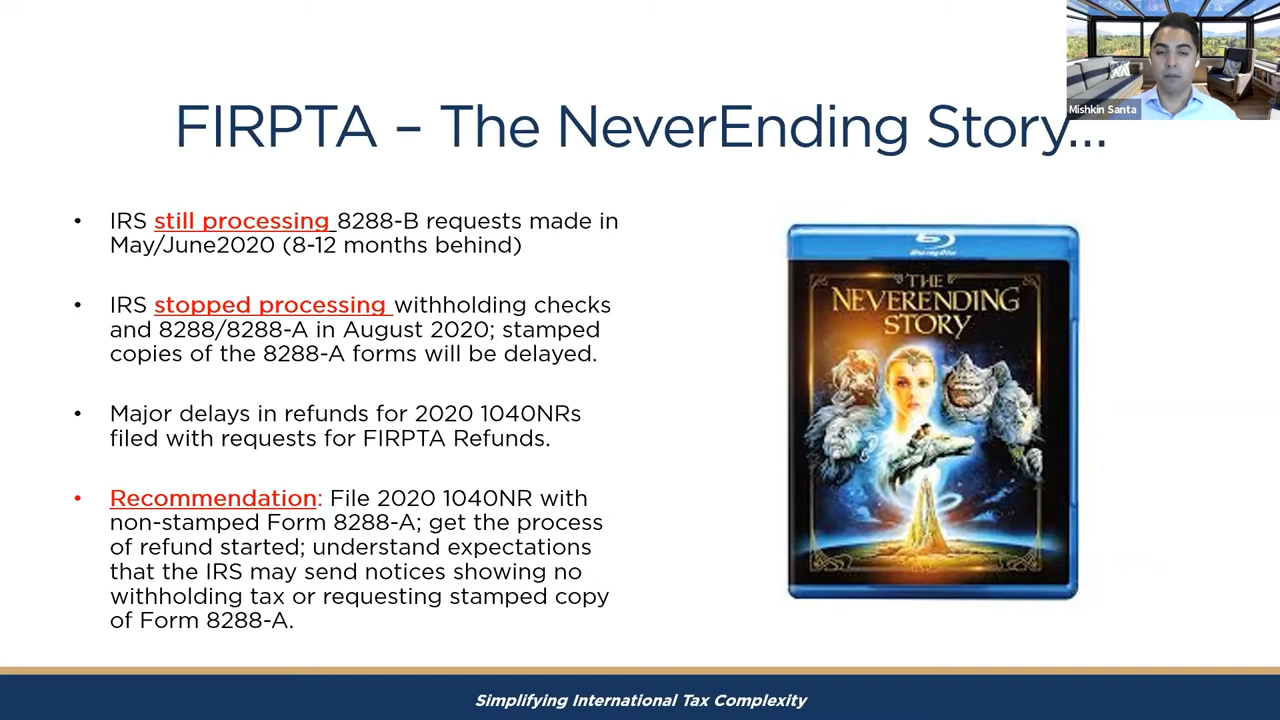 Mishkin Santa
FIRPTA – The NeverEnding Story...
• IRS still processing 8288-B requests made in
May/June2020 (8-12 months behind)
• IRS stopped processing withholding checks
and 8288/8288-A in August 2020; stamped
copies of the 8288-A forms will be delayed.
• Major delays in refunds for 2020 1040NRs
filed with requests for FIRPTA Refunds.
• Recommendation: File 2020 1040NR with
non-stamped Form 8288-A; get the process
of refund started; understand expectations
that the IRS may send notices showing no
withholding tax or requesting stamped copy
of Form 8288-A.
Blu-ray Disc
THE
NEVERENDING
STORY
Simplifying International Tax Complexity